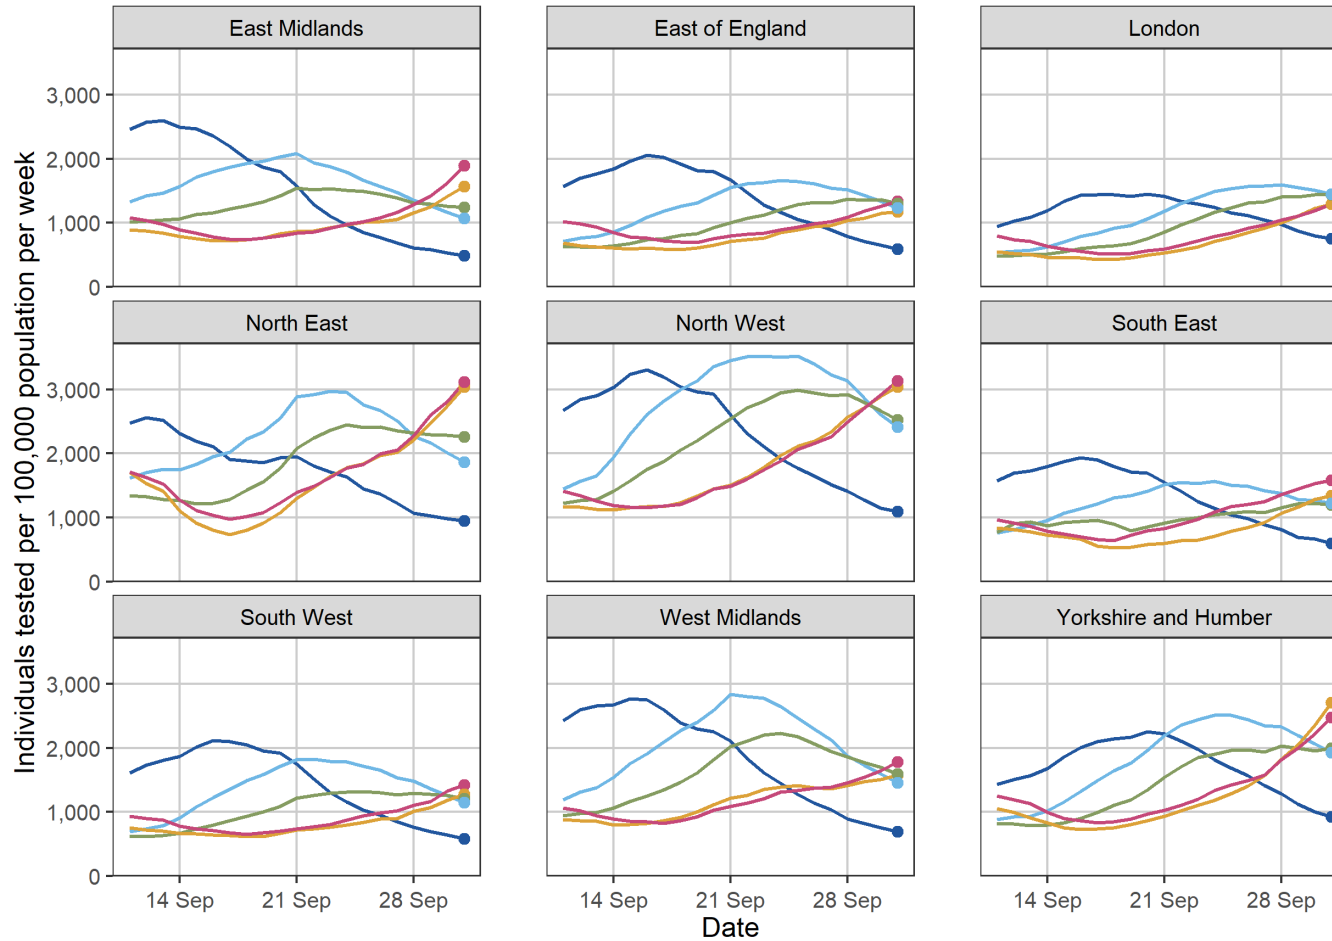 East Midlands
East of England
London
North East
North West
South East
South West
West Midlands
Yorkshire and Humber
Individuals tested per 100,000 population per week
3,000
2,000
1,000
0
3,000
2,000
1,000
0
3,000
2,000
1,000
0
14 Sep
21 Sep
28 Sep
14 Sep
21 Sep
28 Sep
14 Sep
21 Sep
28 Sep
Date